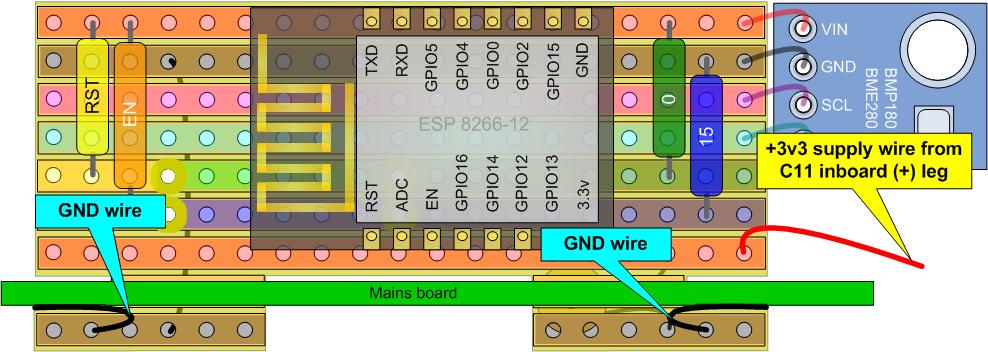 TXD
RXD
GPIO5
GPIO4
GPIO0
GPIO2
GPIO15
GND
VIN
GND
SCL
BMP180
BME280
RST
EN
0
15
ESP 8266-12
RST
ADC
EN
GPIO16
GPIO14
GPIO12
GPIO13
3.3v
+3v3 supply wire from
C11 inboard (+) leg
GND wire
GND wire
Mains board